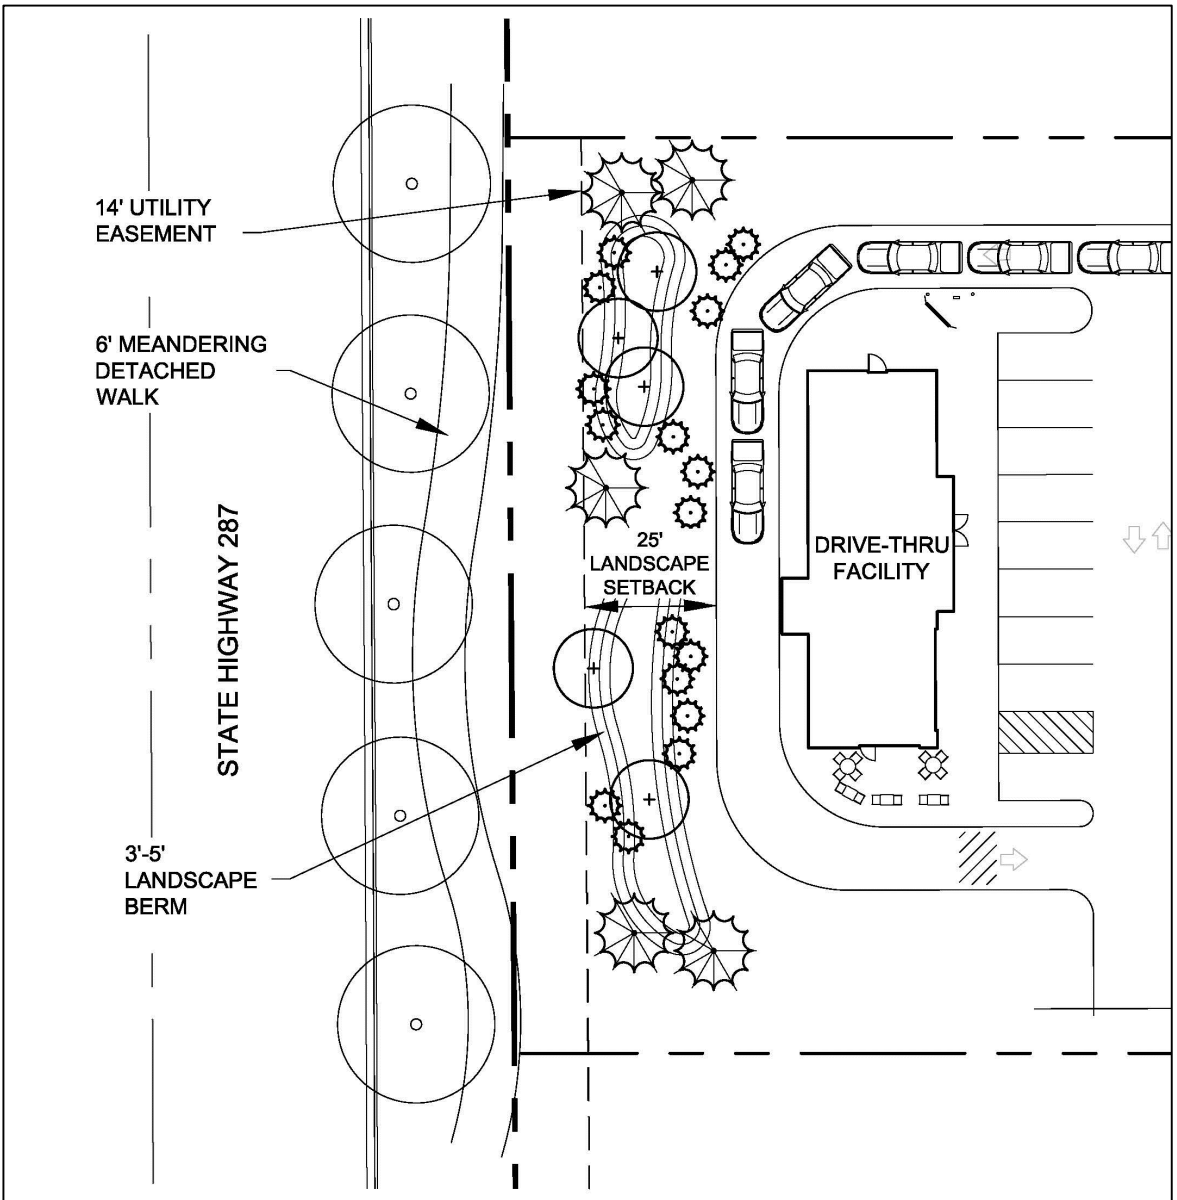 14' UTILITY
EASEMENT
6' MEANDERING
DETACHED
WALK
STATE HIGHWAY 287
25'
LANDSCAPE
SETBACK
DRIVE-THRU
FACILITY
3'-5'
LANDSCAPE
BERM